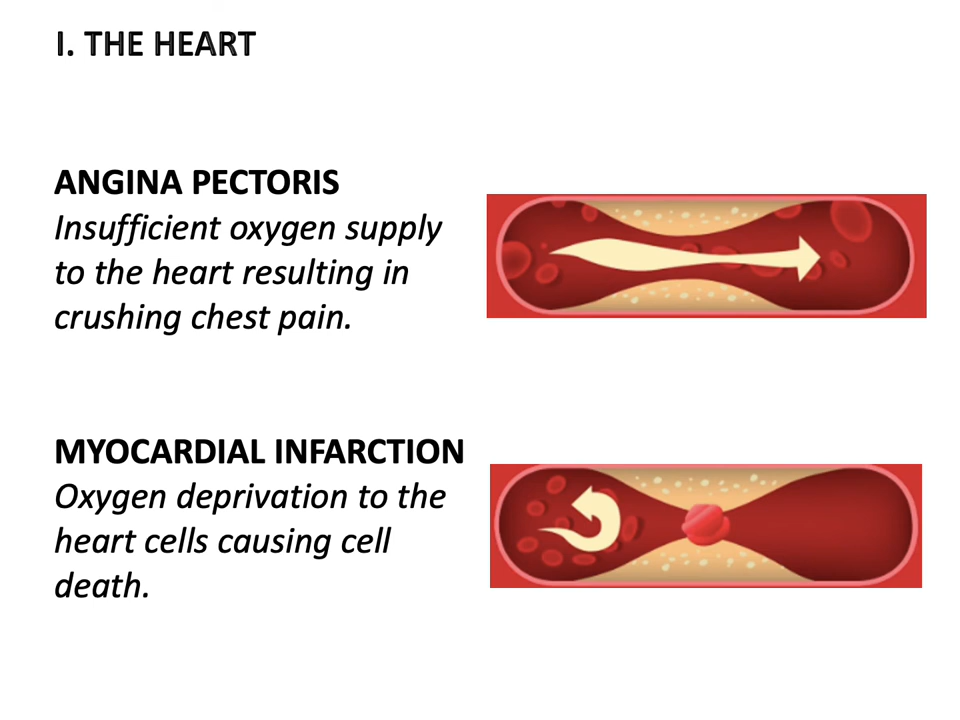 I. THE HEART
ANGINA PECTORIS
Insufficient oxygen supply
to the heart resulting in
crushing chest pain.
MYOCARDIAL INFARCTION
Oxygen deprivation to the
heart cells causing cell
death.